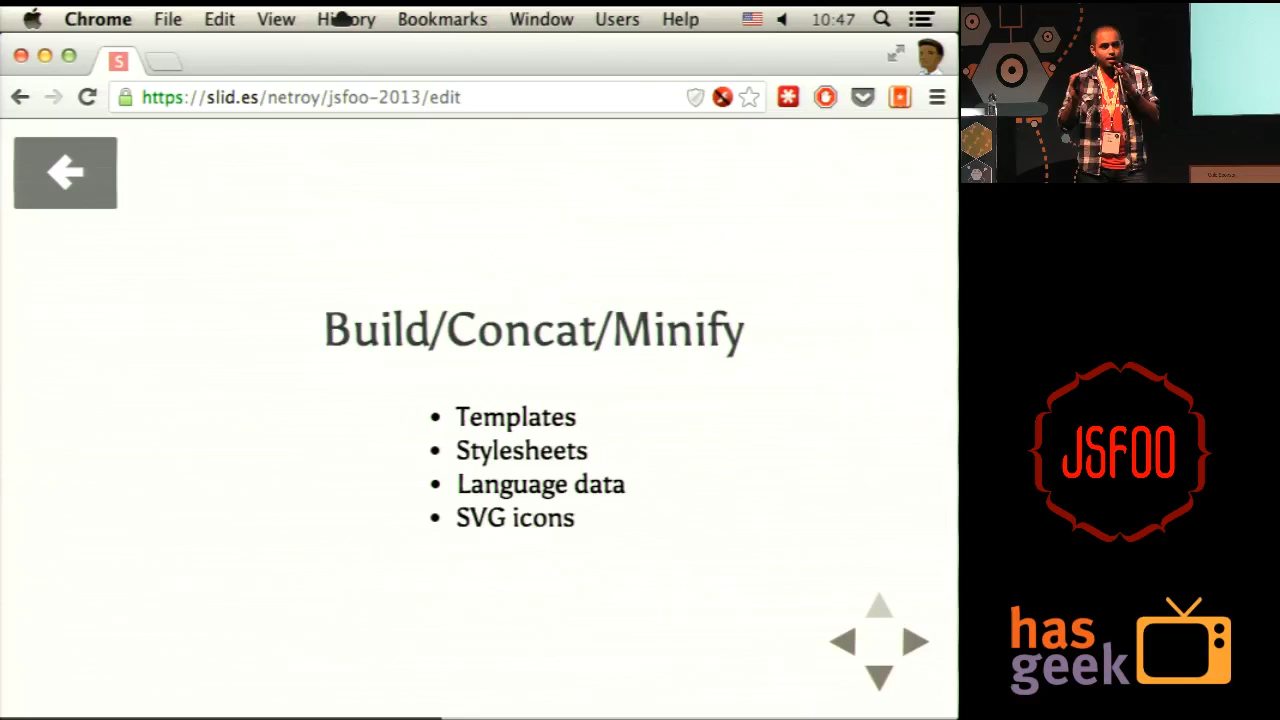 Chrome File Edit View History Bookmarks Window Users Help 10:47
S
https://slid.es/netroy/jsfoo-2013/edit
Build/Concat/Minify
• Templates
• Stylesheets
• Language data
• SVG icons
JSFOO
has
geek